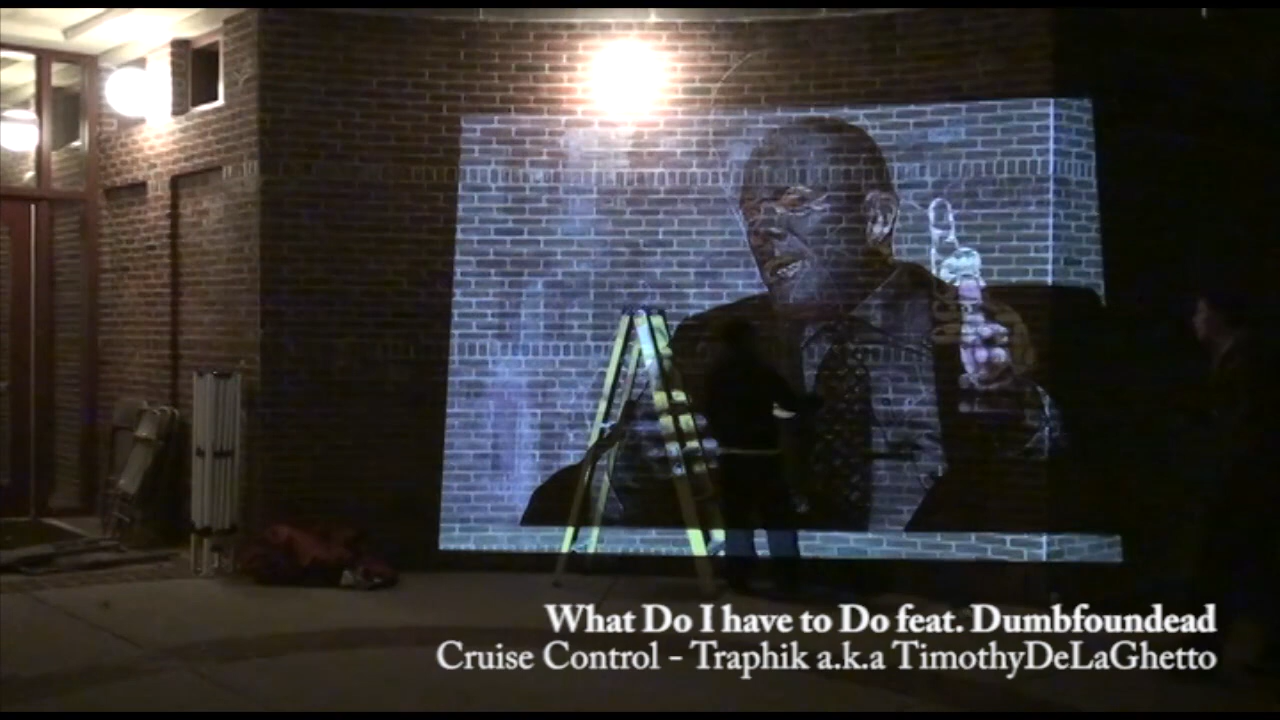 What Do I have to Do feat. Dumbfoundead
Cruise Control - Traphik a.k.a TimothyDeLaGhetto